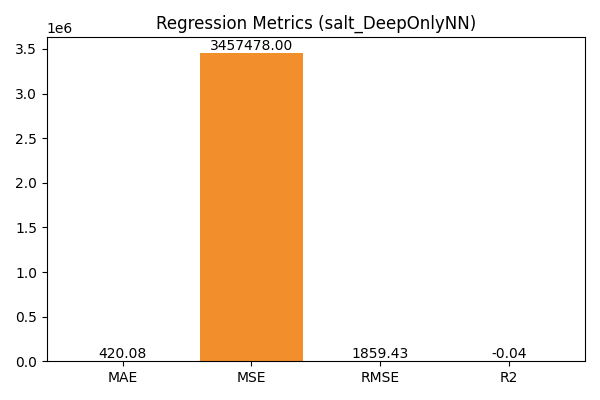 Regression Metrics (salt_DeepOnlyNN)
1e6
3457478.00
3.5
3.0
2.5
2.0
1.5
1.0
0.5
0.0
420.08
1859.43
-0.04
MAE
MSE
RMSE
R2